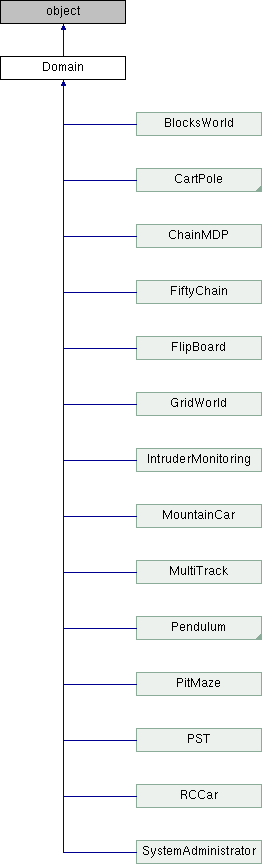 object
Domain
BlocksWorld
CartPole
ChainMDP
FiftyChain
FlipBoard
GridWorld
IntruderMonitoring
MountainCar
MultiTrack
Pendulum
PitMaze
PST
RCCar
SystemAdministrator